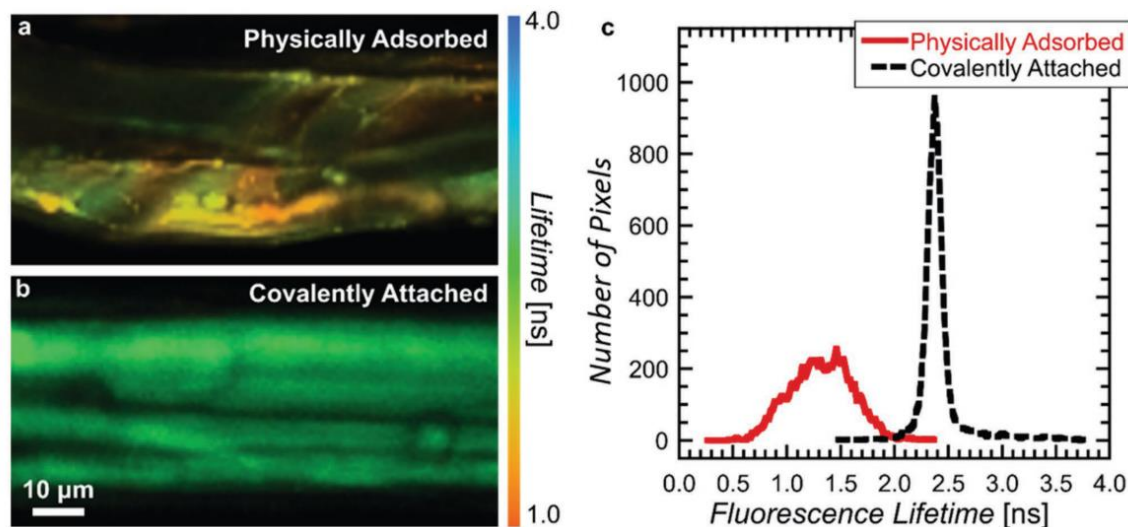 a
Physically Adsorbed
b
Covalently Attached
10 µm
4.0
Lifetime [ns]
1.0
c
Physically Adsorbed
Covalently Attached
Number of Pixels
1000
800
600
400
200
0
0.0 0.5 1.0 1.5 2.0 2.5 3.0 3.5 4.0
Fluorescence Lifetime [ns]